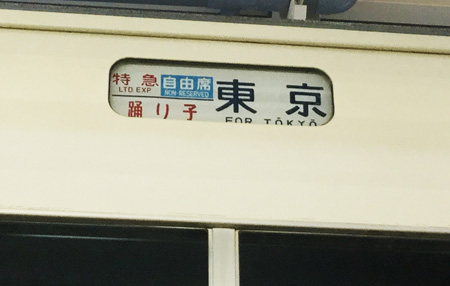 特急 自由席 東京
LTD.EXP NON-RESERVED
踊り子 FOR TŌKYŌ